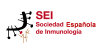 SEI
Sociedad Española
de Inmunología